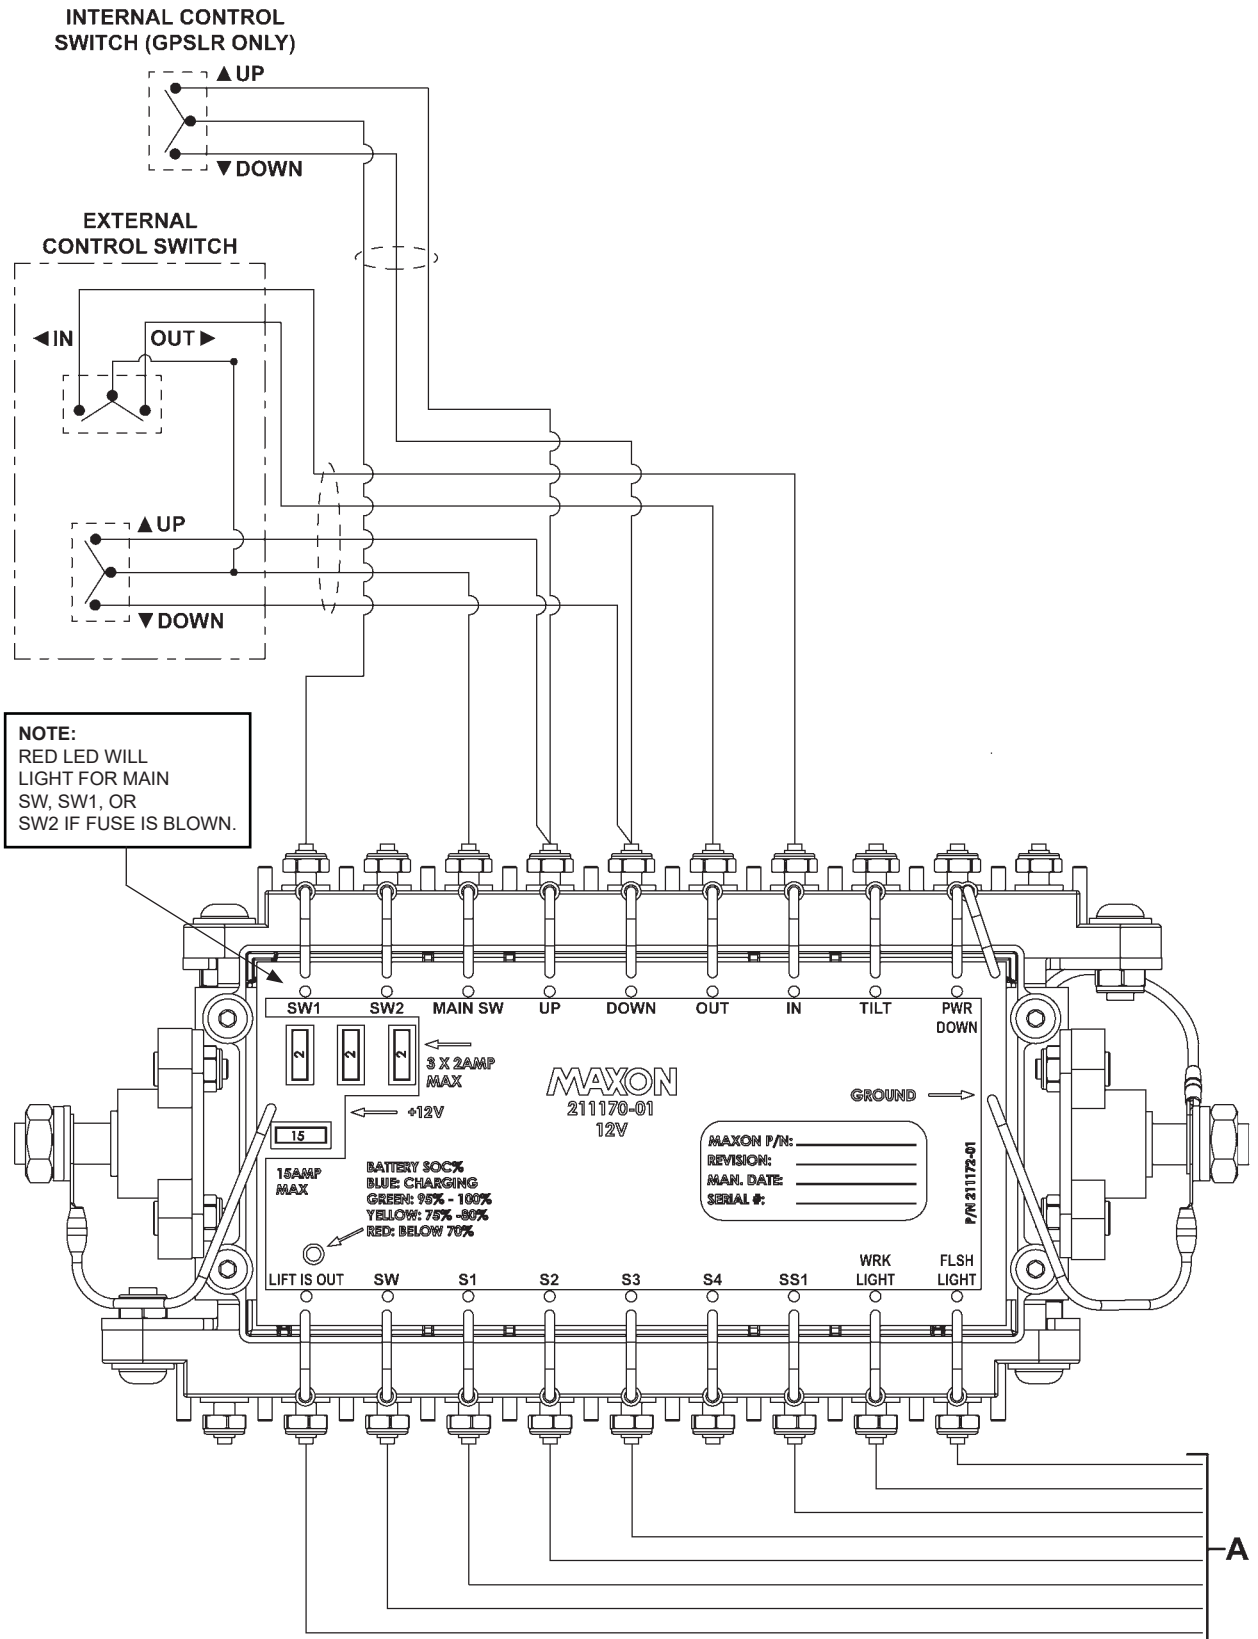 INTERNAL CONTROL
SWITCH (GPSLR ONLY)
▲UP
▼DOWN
EXTERNAL
CONTROL SWITCH
◄IN
OUT►
▲UP
▼DOWN
NOTE:
RED LED WILL
LIGHT FOR MAIN
SW, SW1, OR
SW2 IF FUSE IS BLOWN.
SW1
SW2
MAIN SW
UP
DOWN
OUT
IN
TILT
PWR
DOWN
2
2
2
3 X 2AMP
MAX
+12V
MAXON
211170-01
12V
GROUND
15
15AMP
MAX
BATTERY SOC%
BLUE: CHARGING
GREEN: 95% - 100%
YELLOW: 75% -80%
RED: BELOW 70%
MAXON P/N:
REVISION:
MAN. DATE:
SERIAL #:
P/N 211172-01
LIFT IS OUT
SW
S1
S2
S3
S4
SS1
WRK
LIGHT
FLSH
LIGHT
A